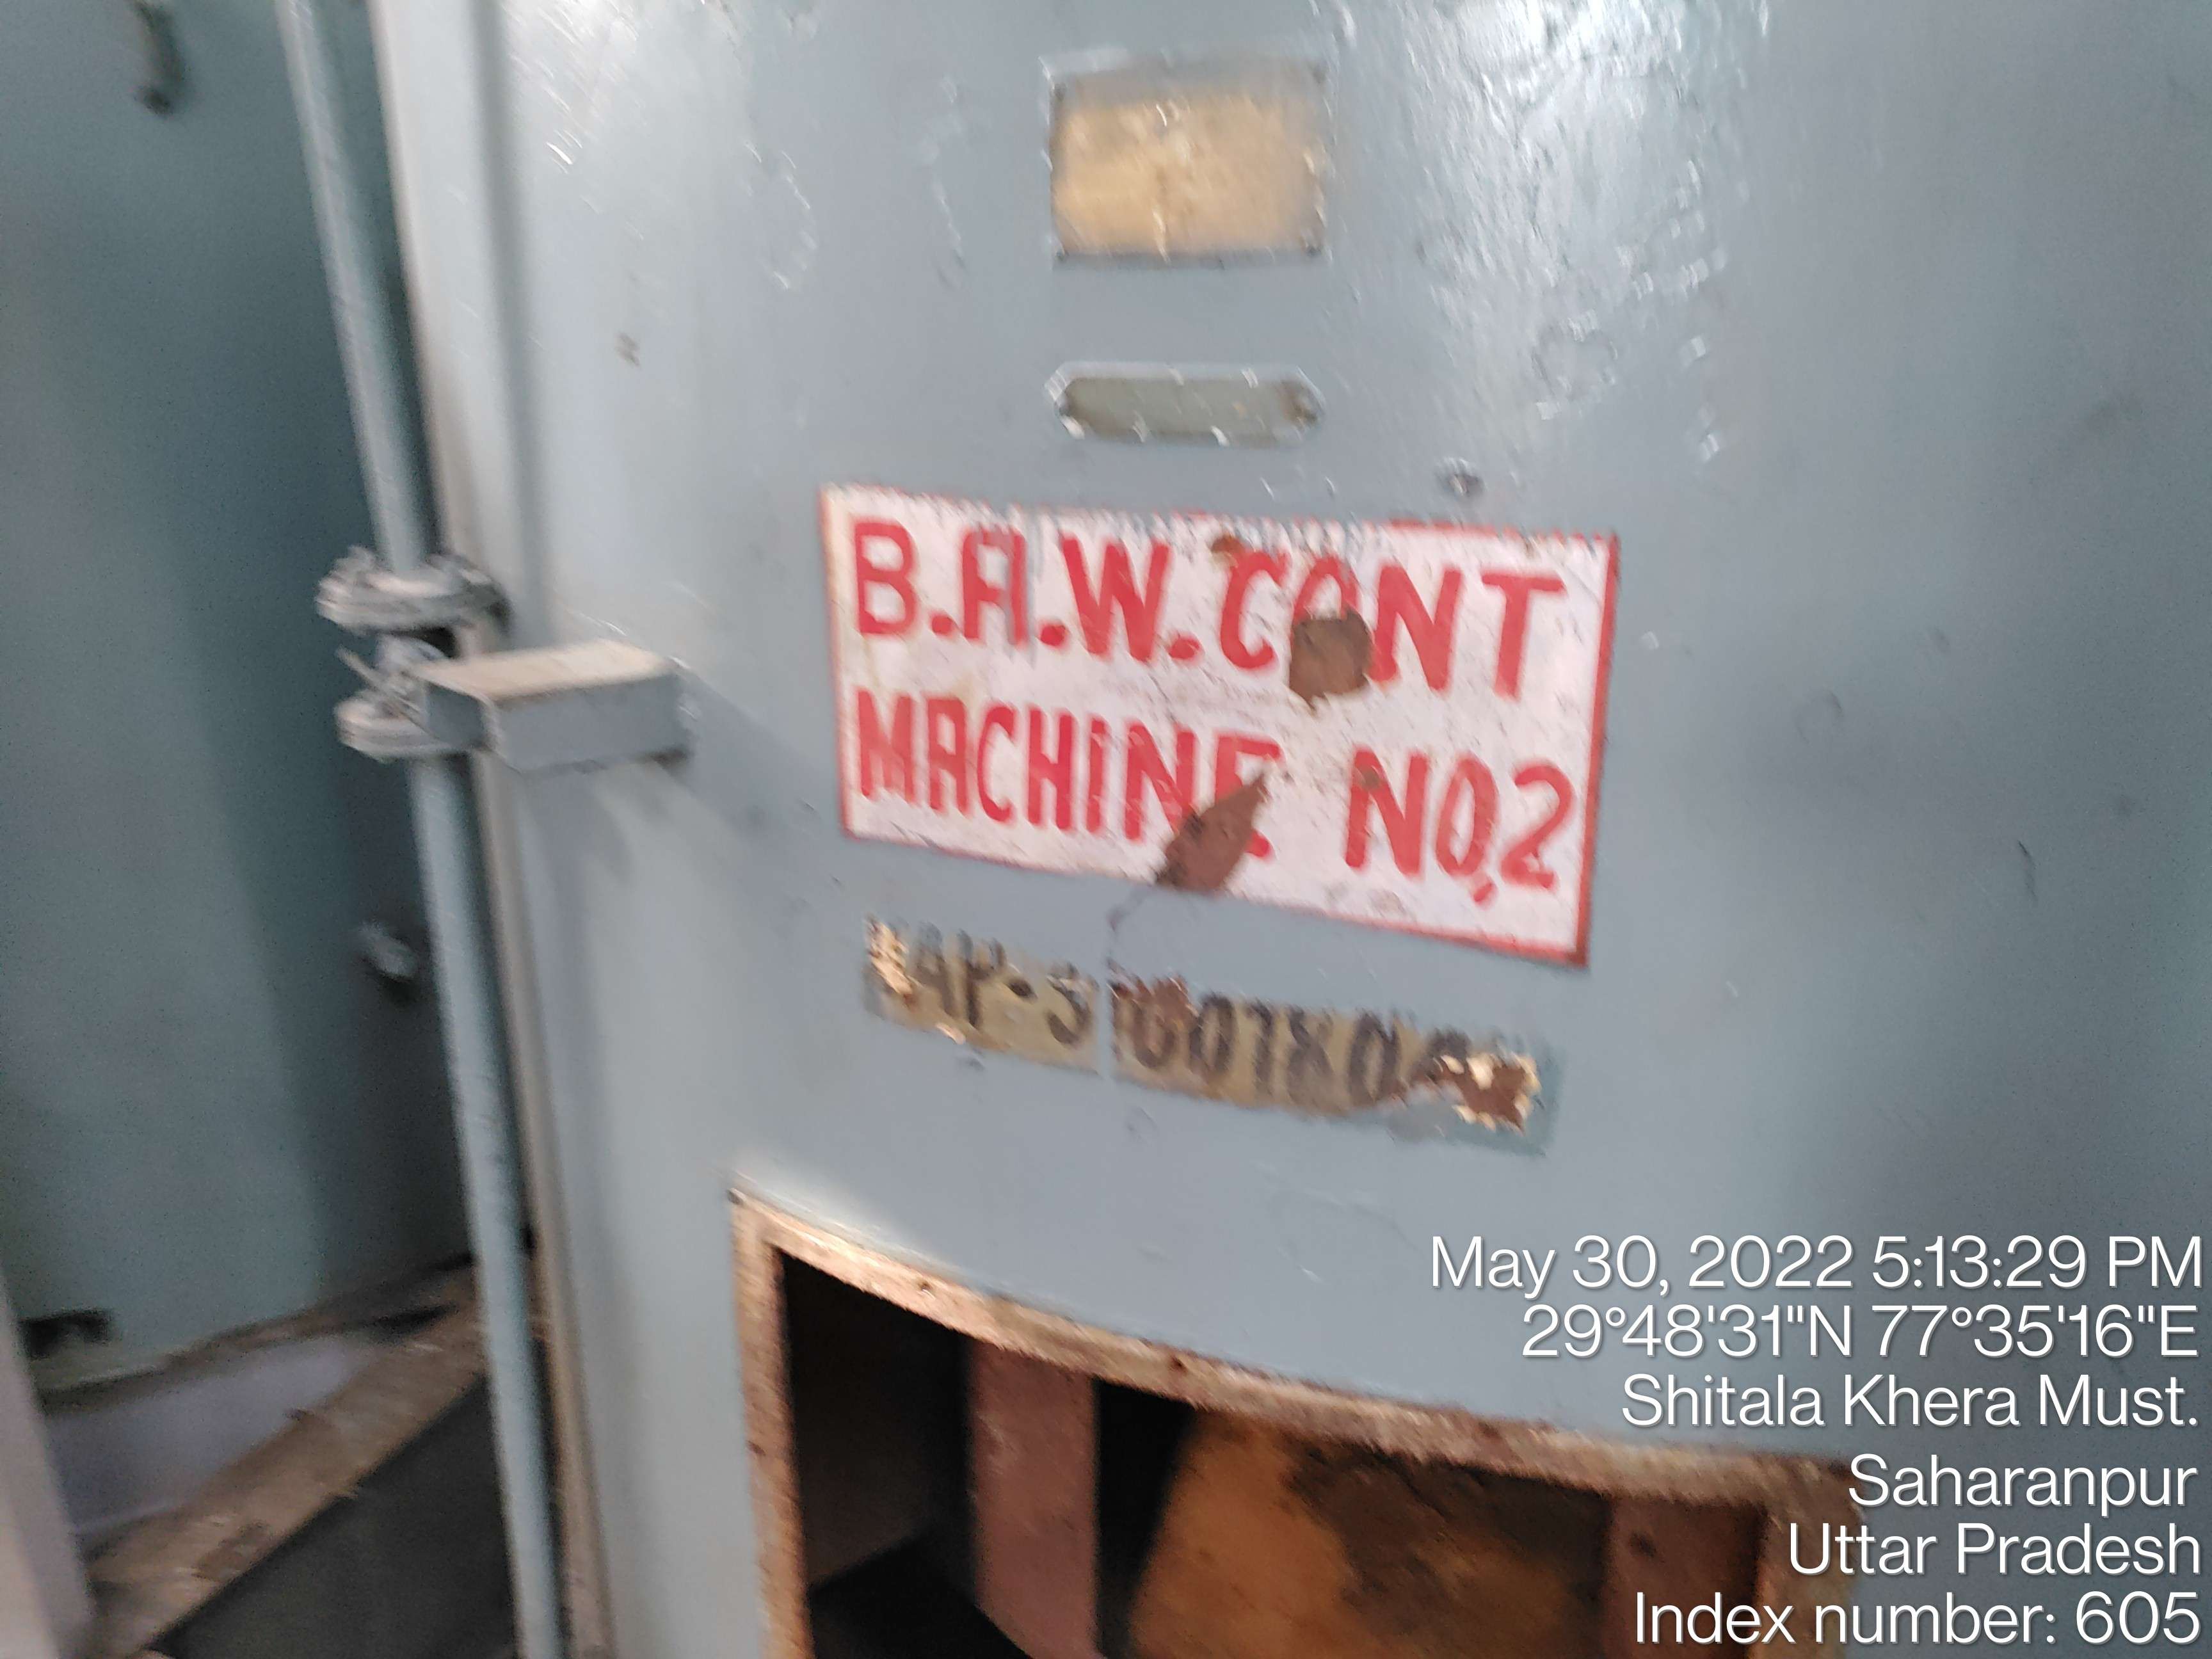 B.A.W.CONT
MACHINE NO,2
May 30, 2022 5:13:29 PM
29°48'31"N 77°35'16"E
Shitala Khera Must.
Saharanpur
Uttar Pradesh
Index number: 605